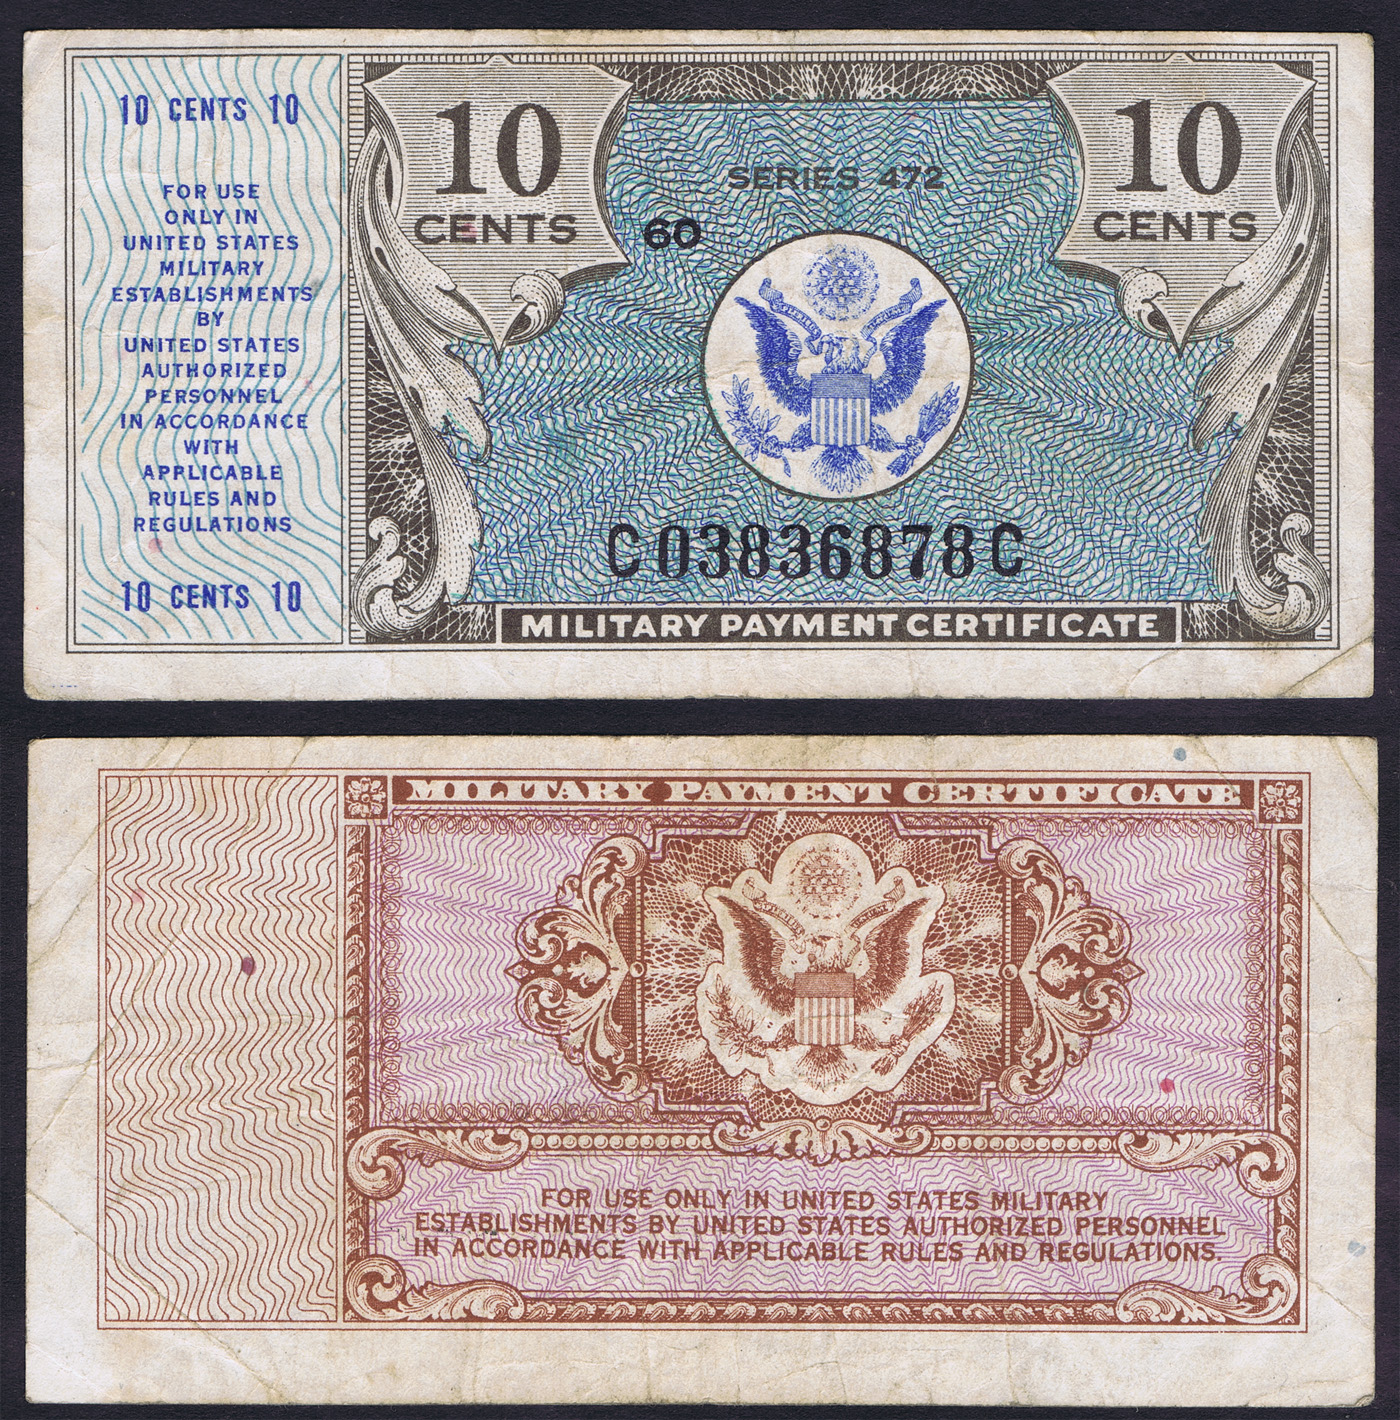 10 CENTS 10
FOR USE
ONLY IN
UNITED STATES
MILITARY
ESTABLISHMENTS
BY
UNITED STATES
AUTHORIZED
PERSONNEL
IN ACCORDANCE
WITH
APPLICABLE
RULES AND
REGULATIONS
10 CENTS 10
10
CENTS
10
CENTS
SERIES 472
60
C03836878C
MILITARY PAYMENT CERTIFICATE
MILITARY PAYMENT CERTIFICATE
FOR USE ONLY IN UNITED STATES MILITARY
ESTABLISHMENTS BY UNITED STATES AUTHORIZED PERSONNEL
IN ACCORDANCE WITH APPLICABLE RULES AND REGULATIONS.